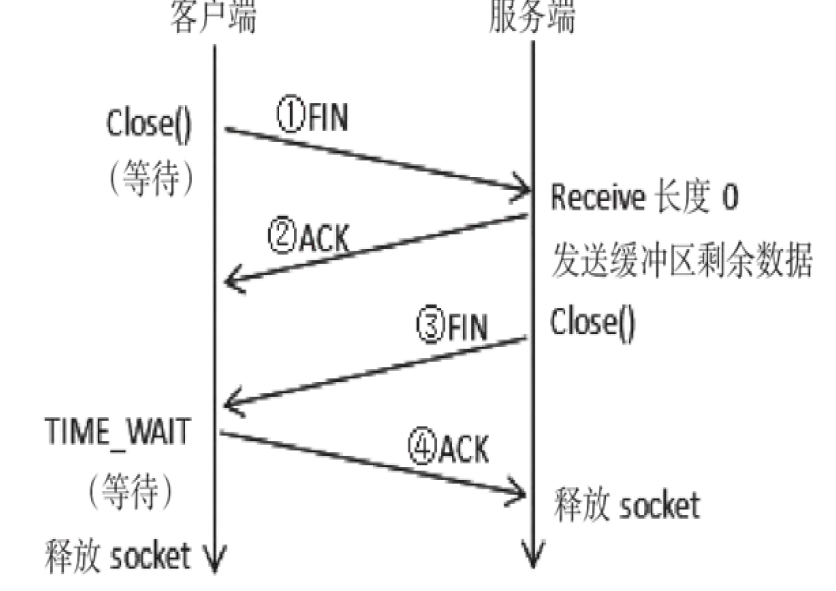 客户端
服务端
Close()
①FIN
（等待）
Receive 长度 0
②ACK
发送缓冲区剩余数据
③FIN
Close()
TIME_WAIT
④ACK
（等待）
释放 socket
释放 socket